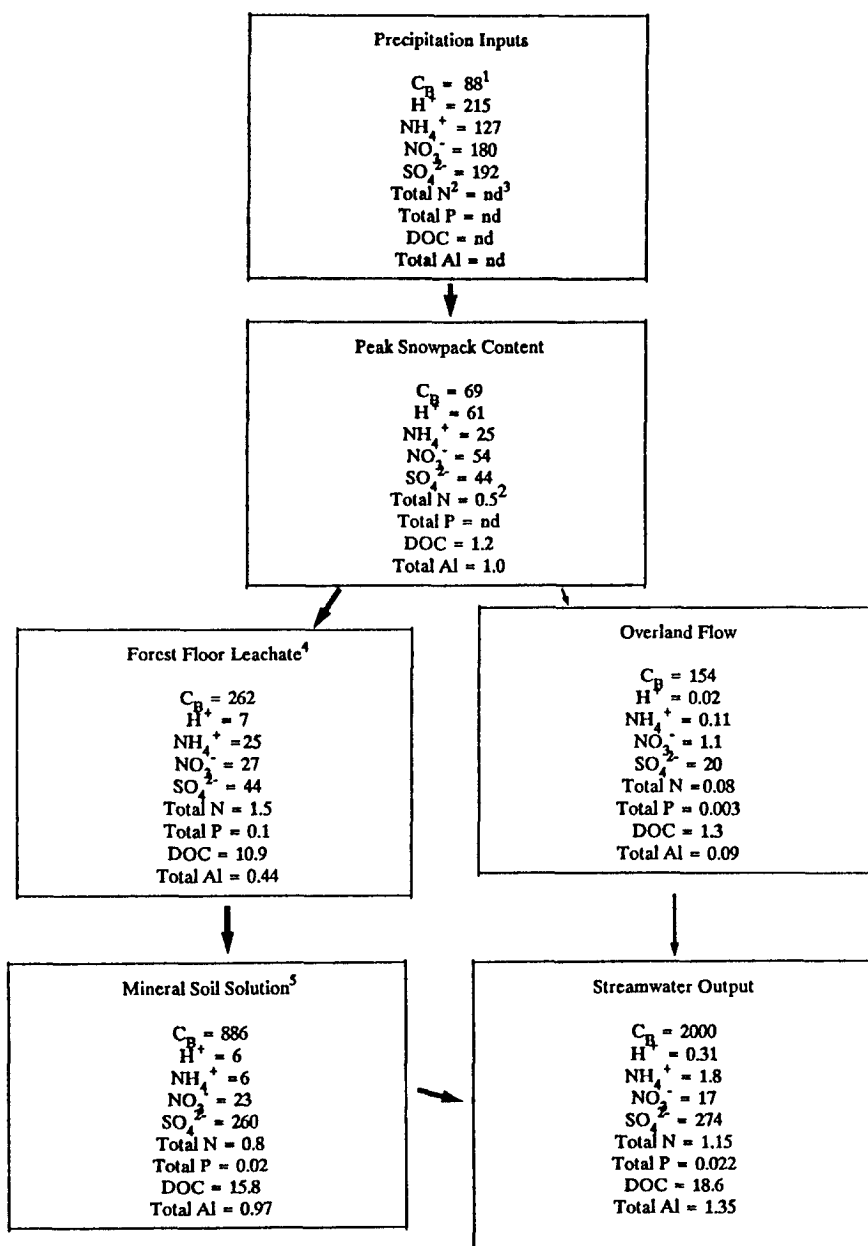 Precipitation Inputs
C_B = 88¹
H⁺ = 215
NH₄⁺ = 127
NO₃⁻ = 180
SO₄²⁻ = 192
Total N² = nd³
Total P = nd
DOC = nd
Total Al = nd
Peak Snowpack Content
C_B = 69
H⁺ = 61
NH₄⁺ = 25
NO₃⁻ = 54
SO₄²⁻ = 44
Total N = 0.5²
Total P = nd
DOC = 1.2
Total Al = 1.0
Forest Floor Leachate⁴
C_B = 262
H⁺ = 7
NH₄⁺ = 25
NO₃⁻ = 27
SO₄²⁻ = 44
Total N = 1.5
Total P = 0.1
DOC = 10.9
Total Al = 0.44
Overland Flow
C_B = 154
H⁺ = 0.02
NH₄⁺ = 0.11
NO₃⁻ = 1.1
SO₄²⁻ = 20
Total N = 0.08
Total P = 0.003
DOC = 1.3
Total Al = 0.09
Mineral Soil Solution⁵
C_B = 886
H⁺ = 6
NH₄⁺ = 6
NO₃⁻ = 23
SO₄²⁻ = 260
Total N = 0.8
Total P = 0.02
DOC = 15.8
Total Al = 0.97
Streamwater Output
C_B = 2000
H⁺ = 0.31
NH₄⁺ = 1.8
NO₃⁻ = 17
SO₄²⁻ = 274
Total N = 1.15
Total P = 0.022
DOC = 18.6
Total Al = 1.35